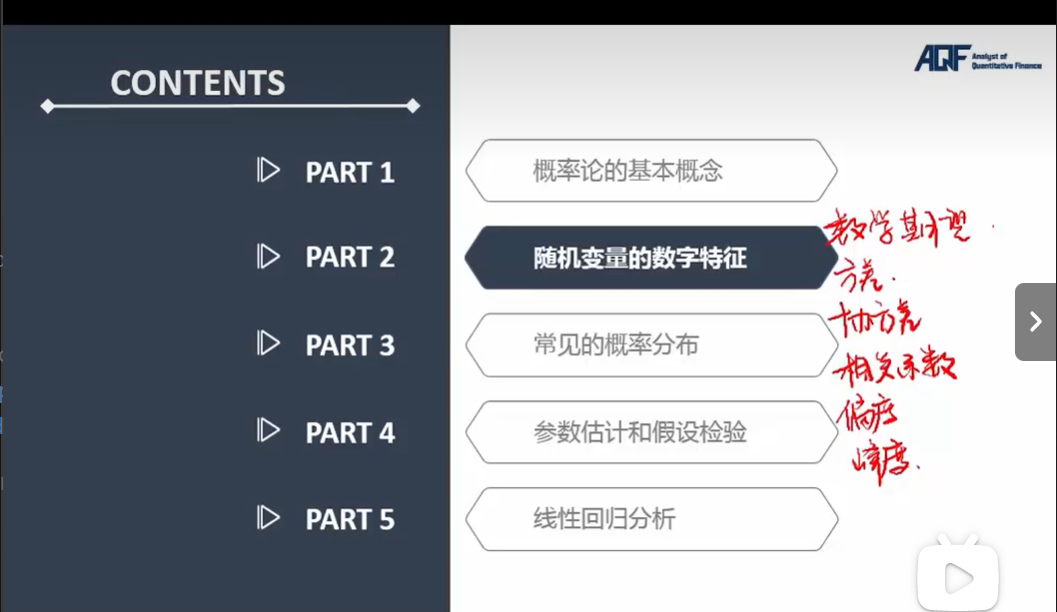 AQF Analyst of
Quantitative Finance
CONTENTS
PART 1
概率论的基本概念
PART 2
随机变量的数字特征
PART 3
常见的概率分布
PART 4
参数估计和假设检验
PART 5
线性回归分析
数学期望
方差
协方差
相关系数
偏度
峰度